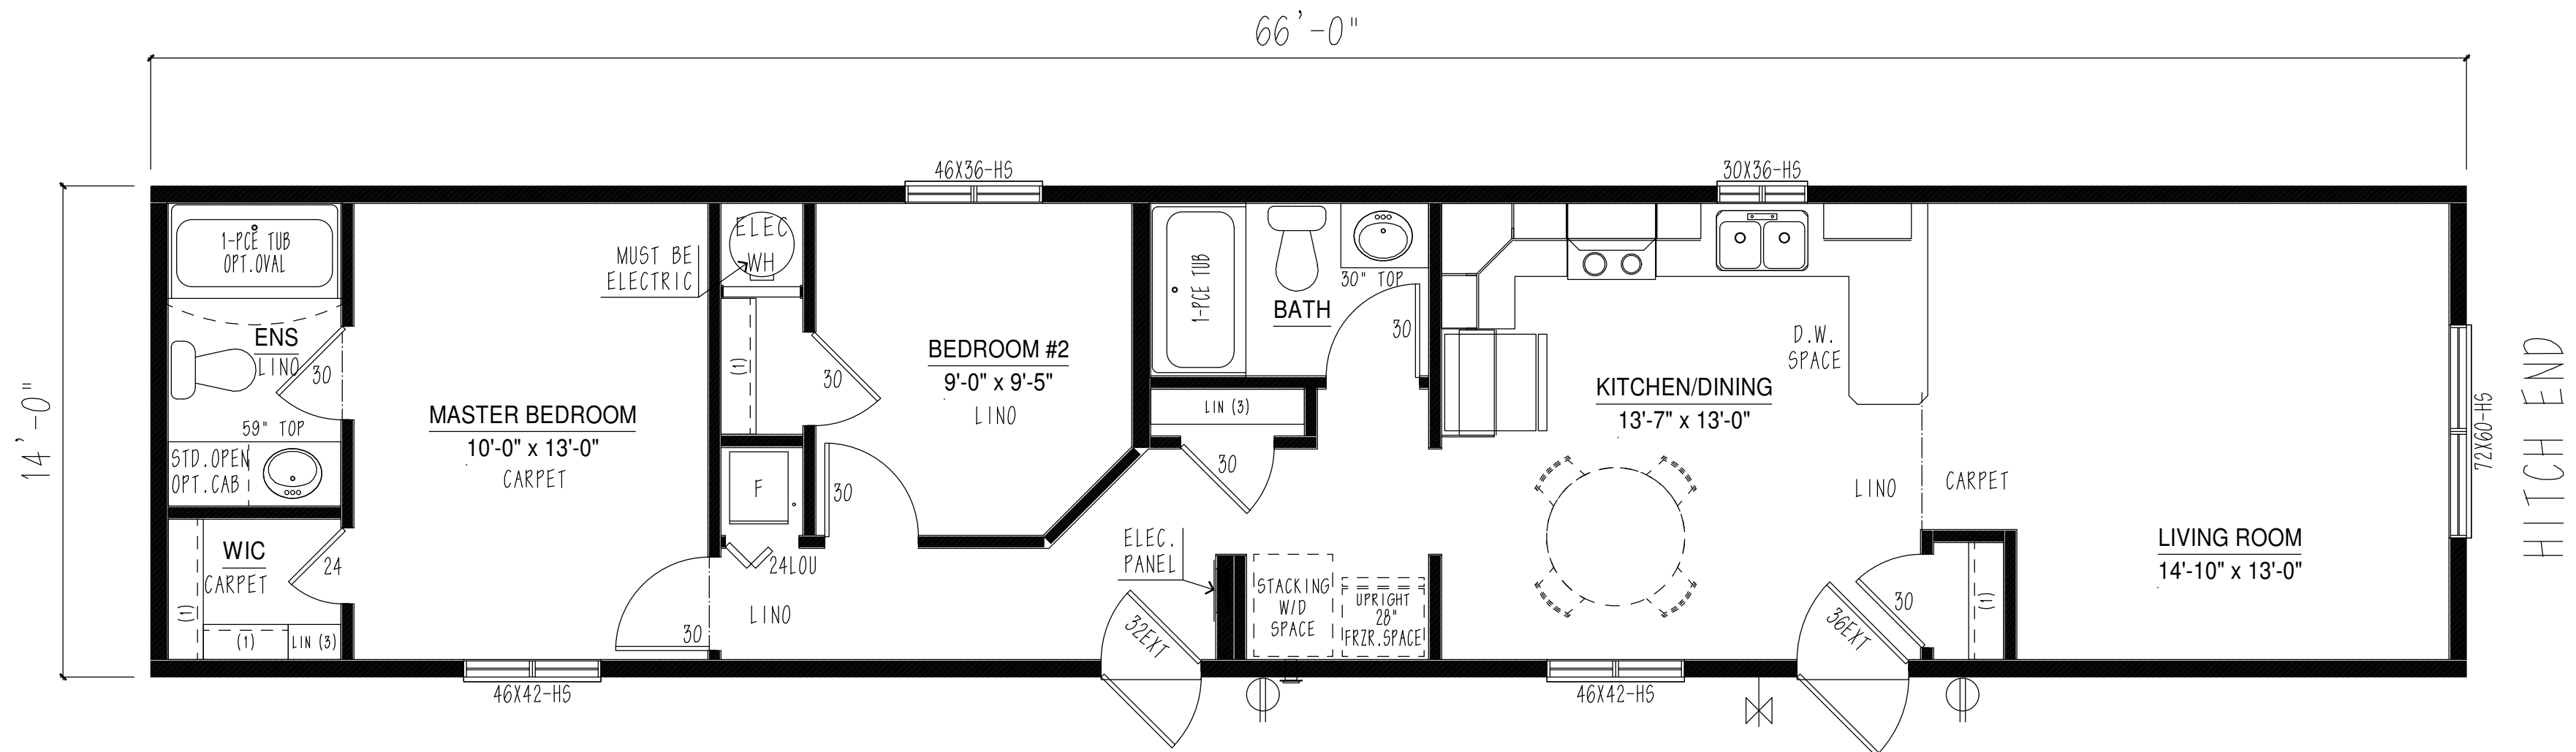 66'-0"
14'-0"
46X36-HS
30X36-HS
1-PCE TUB
OPT.OVAL
ENS
LINO
30
59" TOP
STD.OPEN
OPT.CAB
WIC
CARPET
24
(1)
(1)
LIN (3)
MASTER BEDROOM
10'-0" x 13'-0"
CARPET
30
46X42-HS
MUST BE
ELECTRIC
ELEC
WH
(1)
30
F
24LOU
LINO
30
BEDROOM #2
9'-0" x 9'-5"
LINO
1-PCE TUB
BATH
30" TOP
30
LIN (3)
30
ELEC.
PANEL
32EXT
STACKING
W/D
SPACE
UPRIGHT
28"
FRZR.SPACE
KITCHEN/DINING
13'-7" x 13'-0"
D.W.
SPACE
LINO
CARPET
46X42-HS
36EXT
30
(1)
LIVING ROOM
14'-10" x 13'-0"
72X60-HS
HITCH END